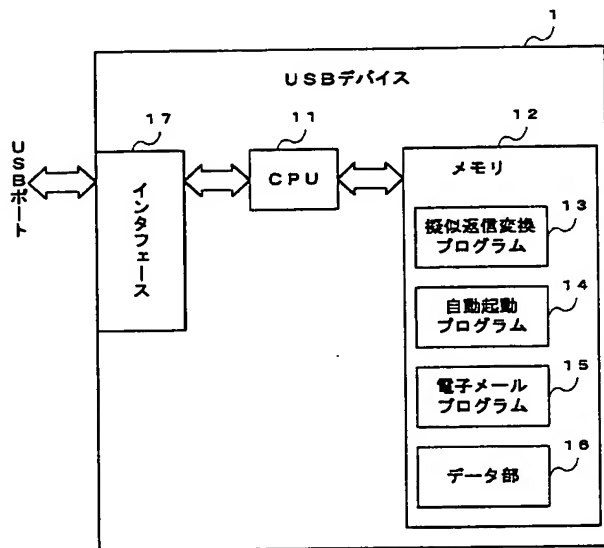 1
USBデバイス
17
11
12
USBポート
インタフェース
CPU
メモリ
擬似返信変換
プログラム
13
自動起動
プログラム
14
電子メール
プログラム
15
データ部
16